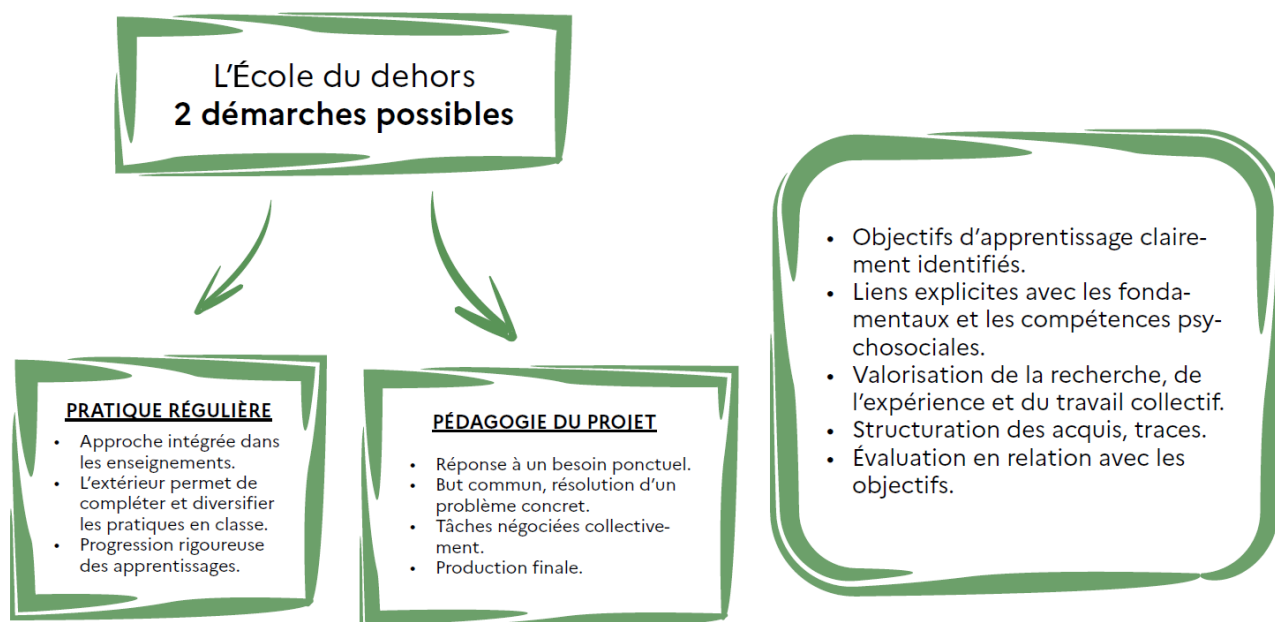 L'École du dehors
2 démarches possibles
PRATIQUE RÉGULIÈRE
• Approche intégrée dans
les enseignements.
• L'extérieur permet de
compléter et diversifier
les pratiques en classe.
• Progression rigoureuse
des apprentissages.
PÉDAGOGIE DU PROJET
• Réponse à un besoin ponctuel.
• But commun, résolution d'un
problème concret.
• Tâches négociées collective-
ment.
• Production finale.
• Objectifs d'apprentissage claire-
ment identifiés.
• Liens explicites avec les fonda-
mentaux et les compétences psy-
chosociales.
• Valorisation de la recherche, de
l'expérience et du travail collectif.
• Structuration des acquis, traces.
• Évaluation en relation avec les
objectifs.